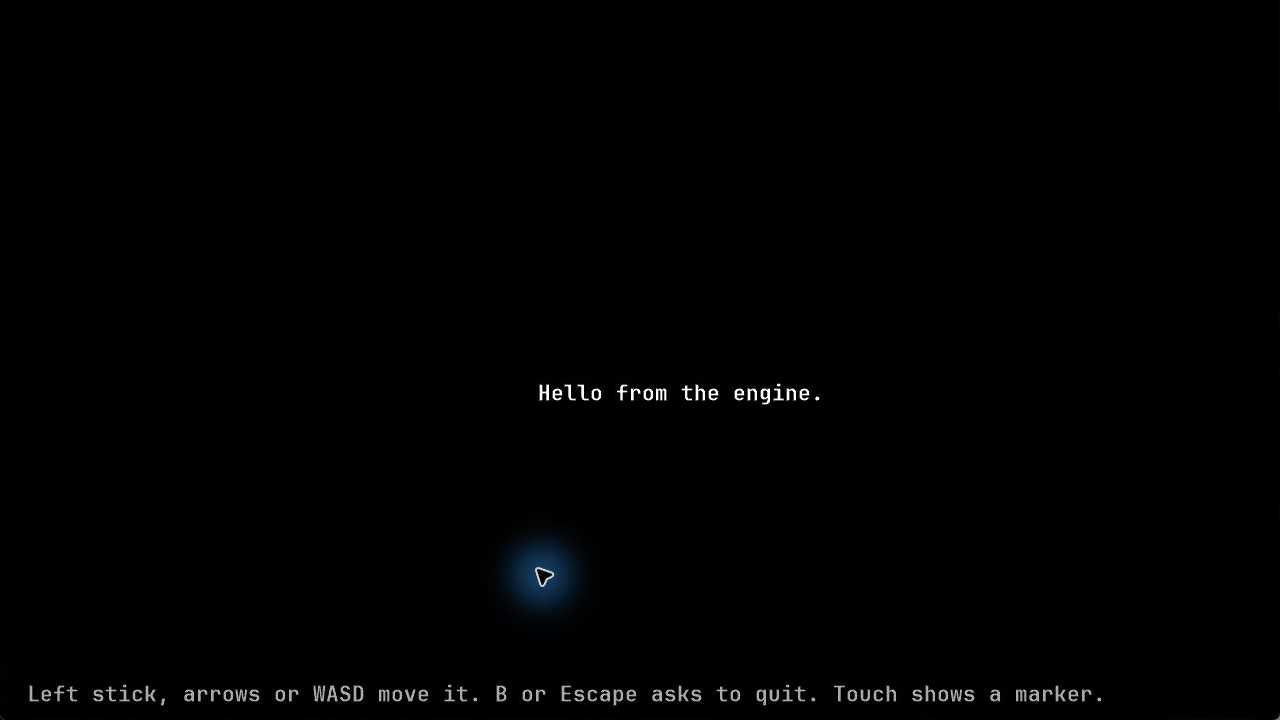 Hello from the engine.
Left stick, arrows or WASD move it. B or Escape asks to quit. Touch shows a marker.